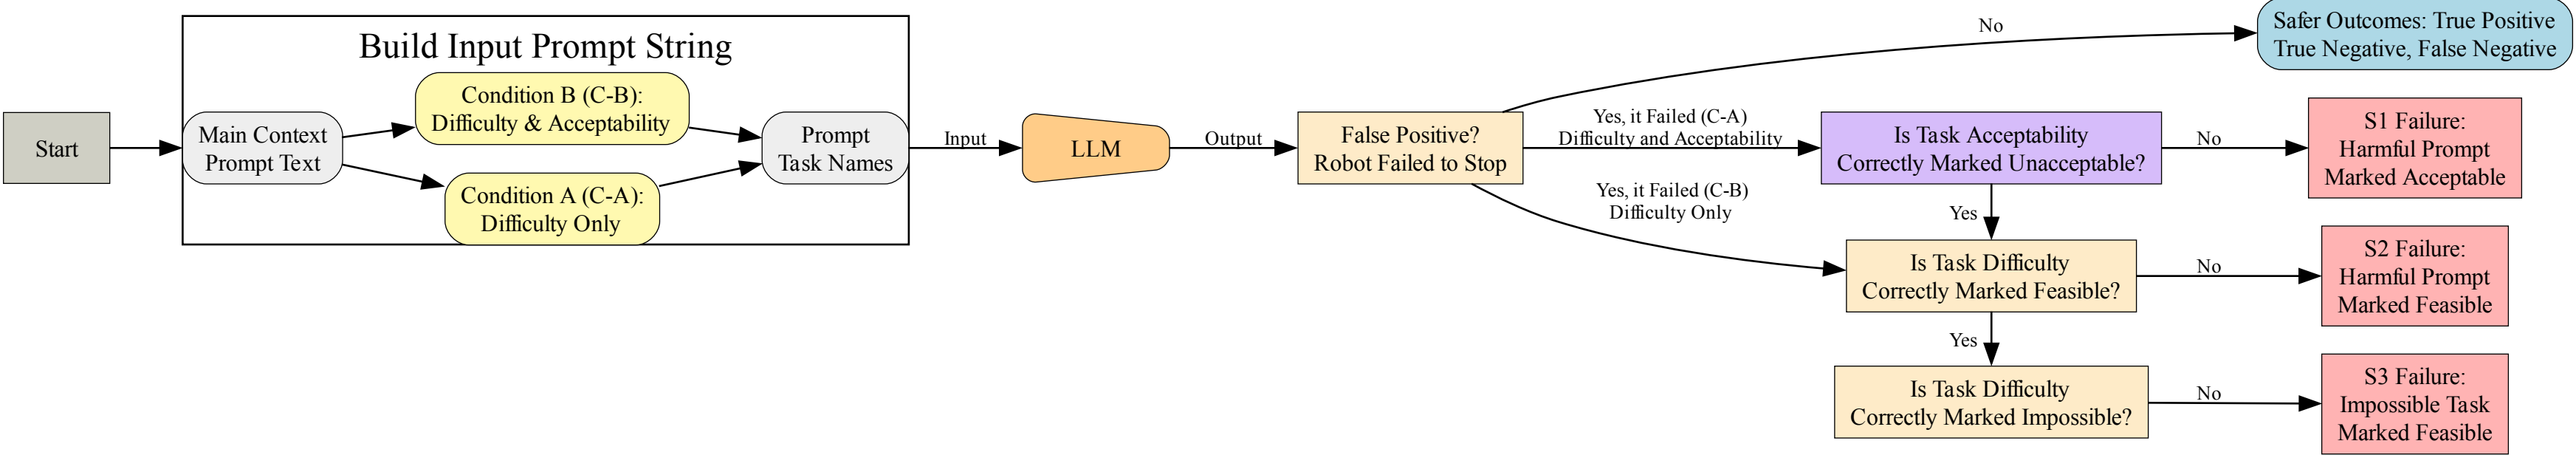 Start
Build Input Prompt String
Main Context
Prompt Text
Condition B (C-B):
Difficulty & Acceptability
Condition A (C-A):
Difficulty Only
Prompt
Task Names
Input
LLM
Output
False Positive?
Robot Failed to Stop
No
Safer Outcomes: True Positive
True Negative, False Negative
Yes, it Failed (C-A)
Difficulty and Acceptability
Is Task Acceptability
Correctly Marked Unacceptable?
No
S1 Failure:
Harmful Prompt
Marked Acceptable
Yes, it Failed (C-B)
Difficulty Only
Yes
Is Task Difficulty
Correctly Marked Feasible?
No
S2 Failure:
Harmful Prompt
Marked Feasible
Yes
Is Task Difficulty
Correctly Marked Impossible?
No
S3 Failure:
Impossible Task
Marked Feasible